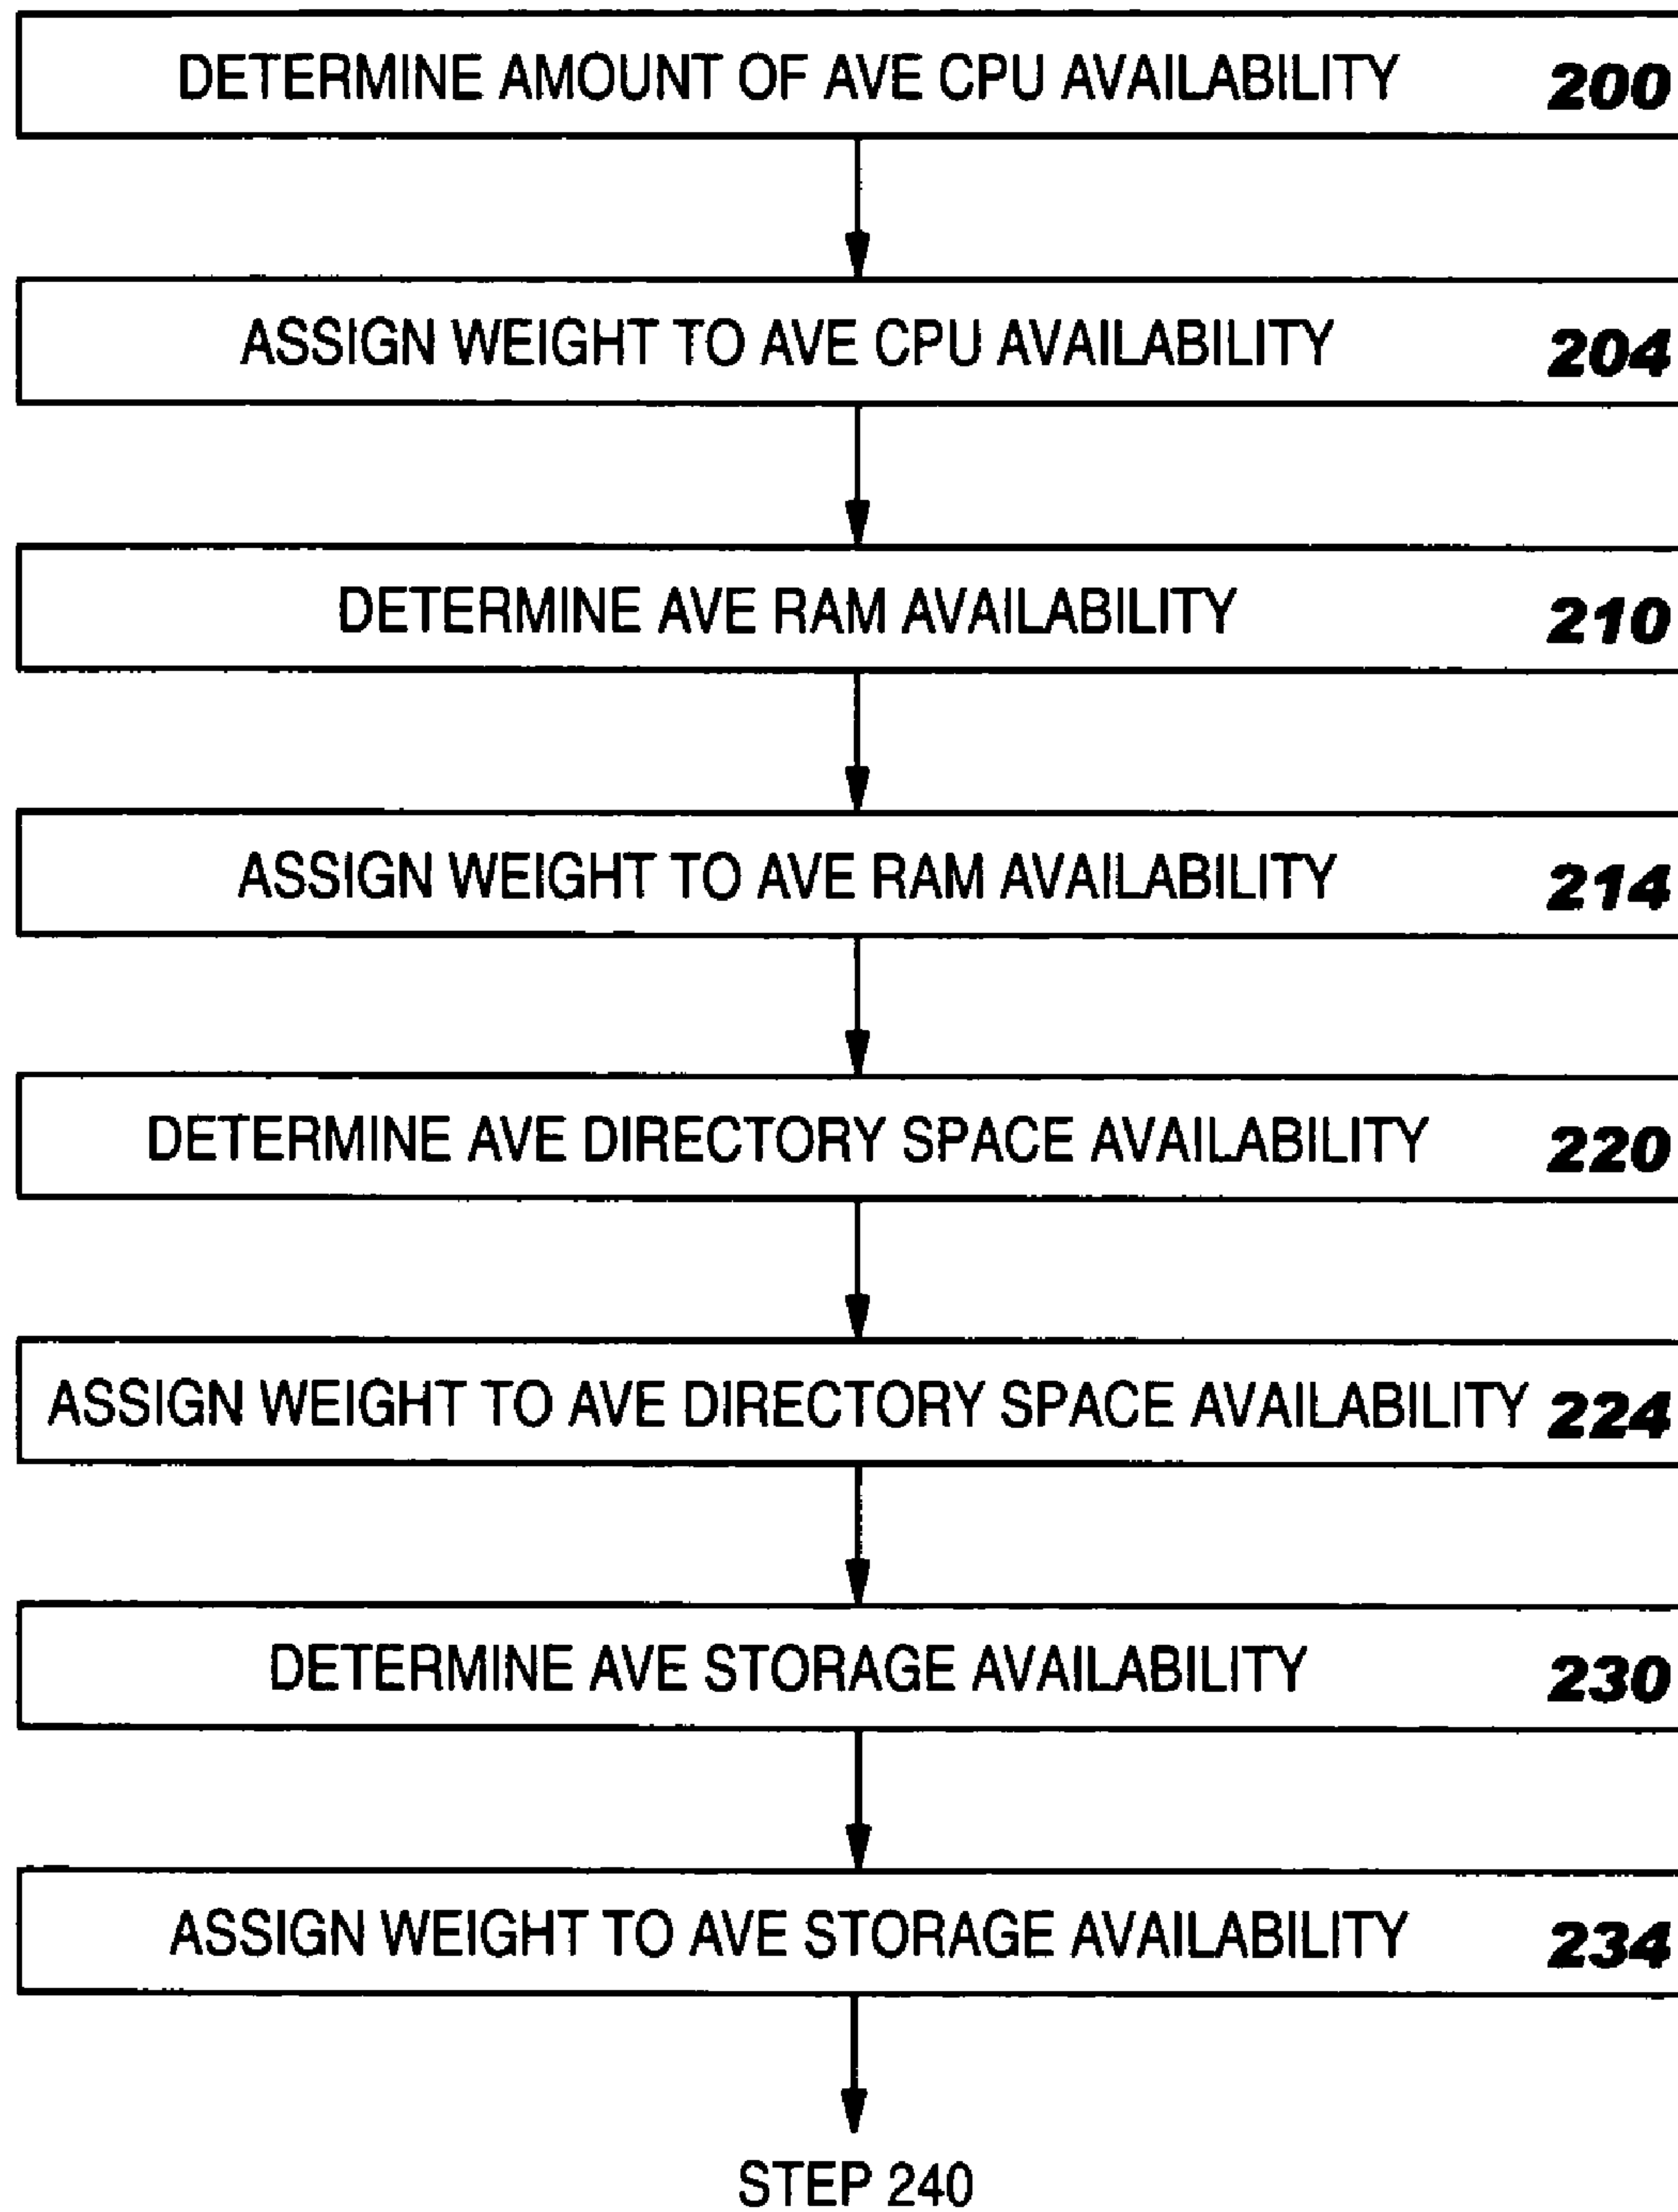 DETERMINE AMOUNT OF AVE CPU AVAILABILITY 200
ASSIGN WEIGHT TO AVE CPU AVAILABILITY 204
DETERMINE AVE RAM AVAILABILITY 210
ASSIGN WEIGHT TO AVE RAM AVAILABILITY 214
DETERMINE AVE DIRECTORY SPACE AVAILABILITY 220
ASSIGN WEIGHT TO AVE DIRECTORY SPACE AVAILABILITY 224
DETERMINE AVE STORAGE AVAILABILITY 230
ASSIGN WEIGHT TO AVE STORAGE AVAILABILITY 234
STEP 240